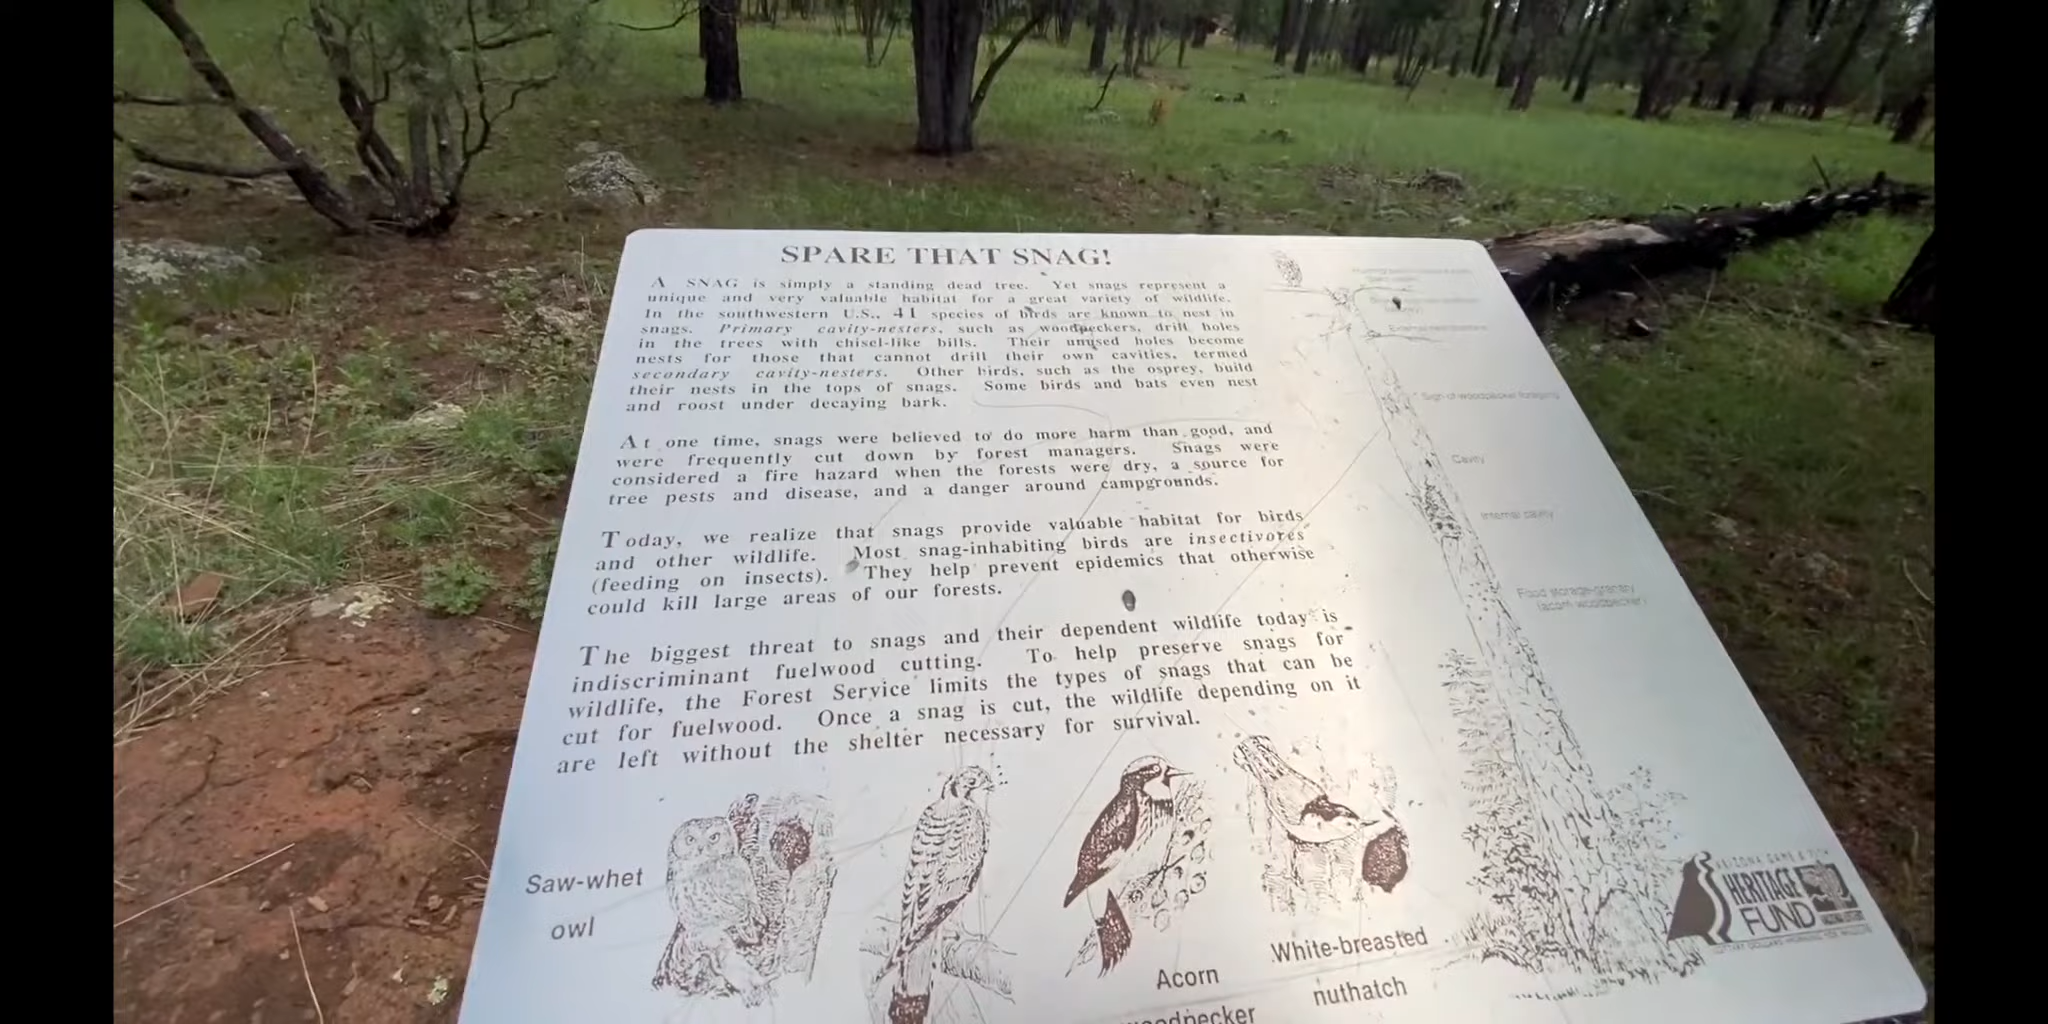 SPARE THAT SNAG!
A SNAG is simply a standing dead tree. Yet snags represent a
unique and very valuable habitat for a great variety of wildlife.
In the southwestern U.S., 41 species of birds are known to nest in
snags. Primary cavity-nesters, such as woodpeckers, drill holes
in the trees with chisel-like bills. Their unused holes become
nests for those that cannot drill their own cavities, termed
secondary cavity-nesters. Other birds, such as the osprey, build
their nests in the tops of snags. Some birds and bats even nest
and roost under decaying bark.
At one time, snags were believed to do more harm than good, and
were frequently cut down by forest managers. Snags were
considered a fire hazard when the forests were dry, a source for
tree pests and disease, and a danger around campgrounds.
Today, we realize that snags provide valuable habitat for birds
and other wildlife. Most snag-inhabiting birds are insectivores
(feeding on insects). They help prevent epidemics that otherwise
could kill large areas of our forests.
The biggest threat to snags and their dependent wildlife today is
indiscriminant fuelwood cutting. To help preserve snags for
wildlife, the Forest Service limits the types of snags that can be
cut for fuelwood. Once a snag is cut, the wildlife depending on it
are left without the shelter necessary for survival.
Sign of woodpecker foraging
Cavity
Internal cavity
Food storage-granary
(acorn woodpecker)
Saw-whet
owl
Acorn
woodpecker
White-breasted
nuthatch
ARIZONA GAME & FISH
HERITAGE
FUND